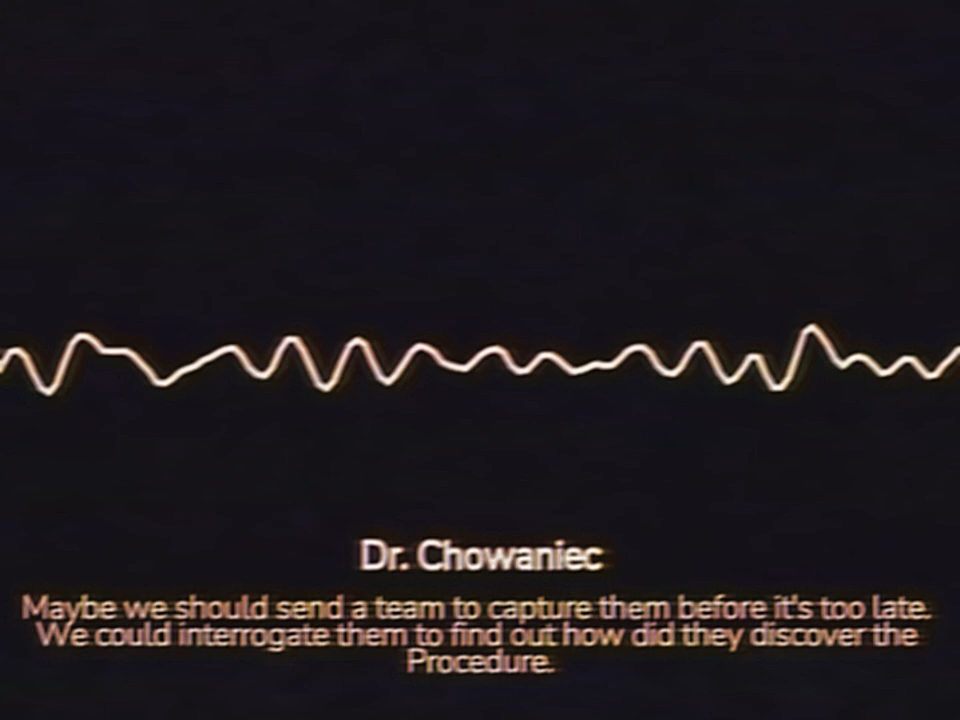 Dr. Chowaniec
Maybe we should send a team to capture them before it's too late.
We could interrogate them to find out how did they discover the
Procedure.